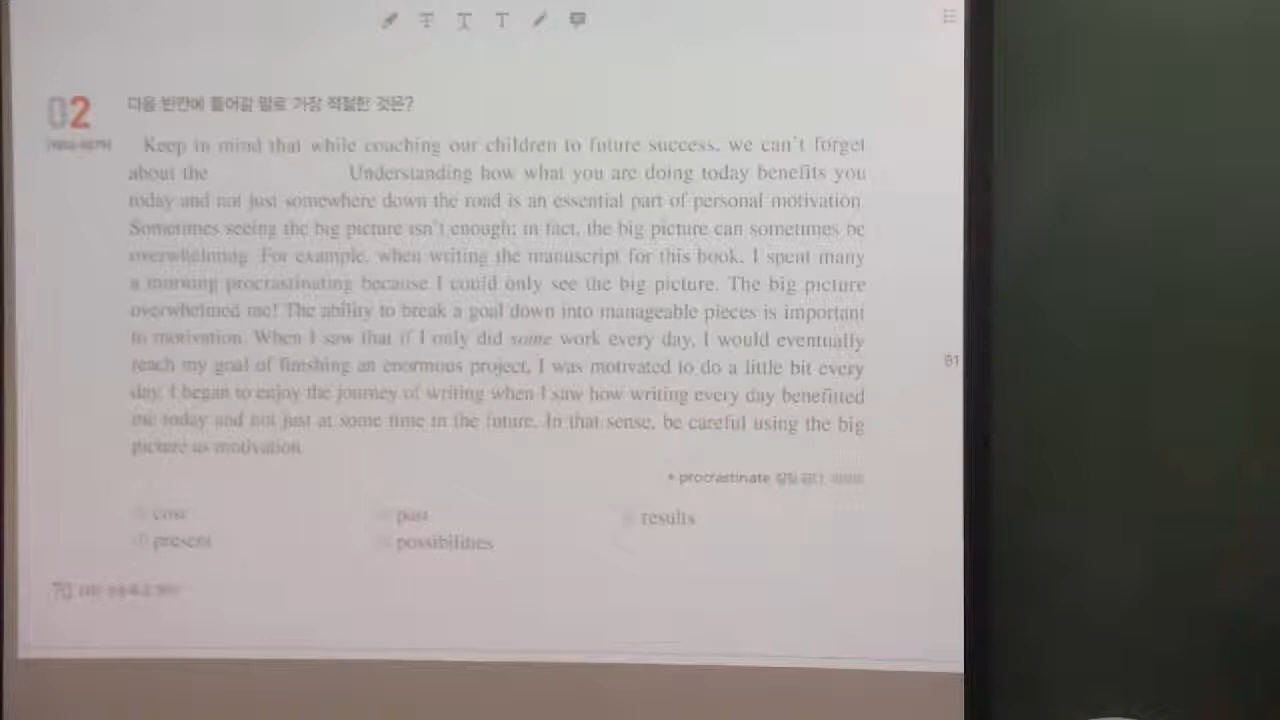 02 다음 빈칸에 들어갈 말로 가장 적절한 것은?
Keep in mind that while coaching our children to future success, we can't forget
about the
Understanding how what you are doing today benefits you
today and not just somewhere down the road is an essential part of personal motivation.
Sometimes seeing the big picture isn't enough; in fact, the big picture can sometimes be
overwhelming. For example, when writing the manuscript for this book, I spent many
a morning procrastinating because I could only see the big picture. The big picture
overwhelmed me! The ability to break a goal down into manageable pieces is important
to motivation. When I saw that if I only did some work every day, I would eventually
reach my goal of finishing an enormous project, I was motivated to do a little bit every
day. I began to enjoy the journey of writing when I saw how writing every day benefitted
me today and not just at some time in the future. In that sense, be careful using the big
picture as motivation.
* procrastinate
cost
past
results
present
possibilities
70
81